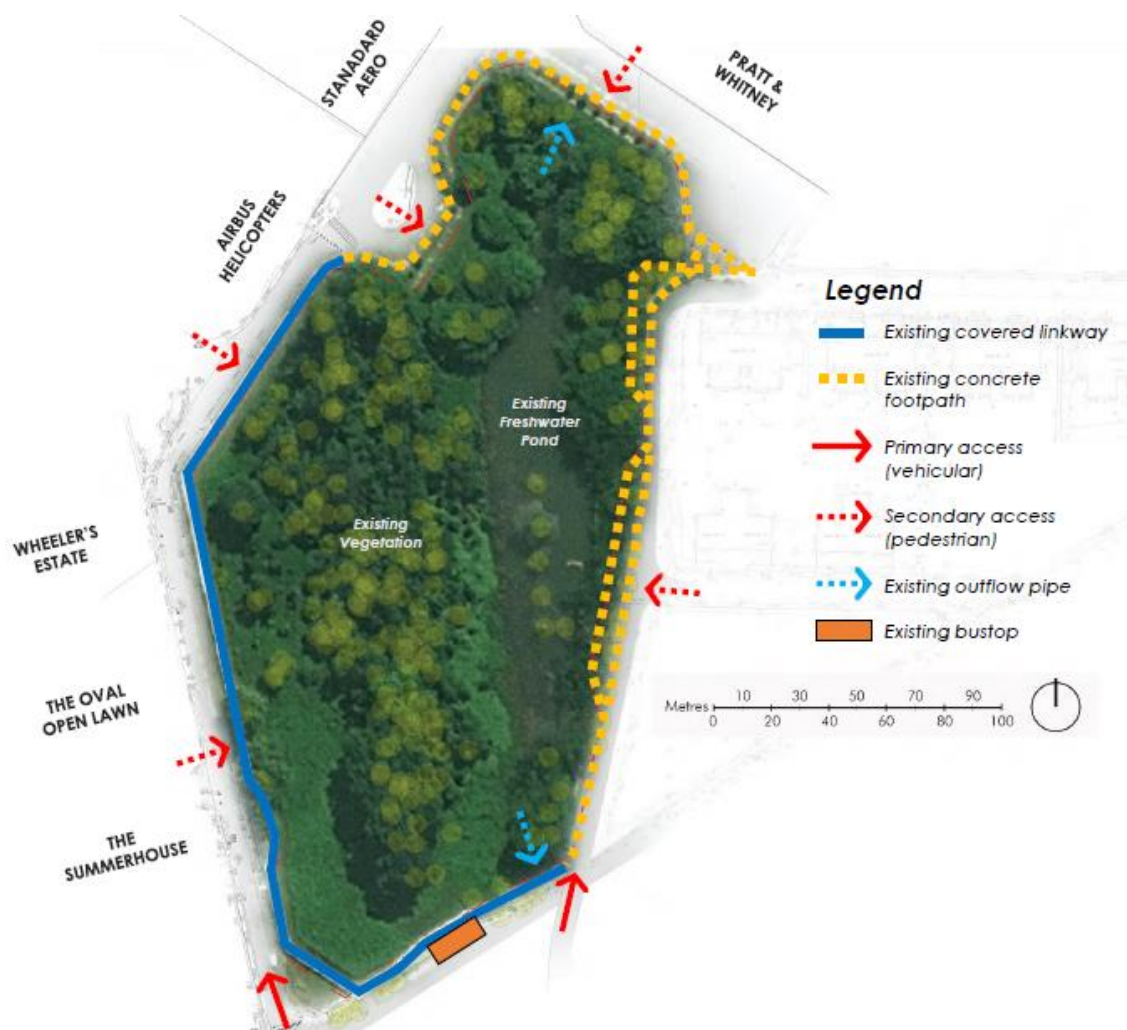 STANADARD
AERO
PRATT &
WHITNEY
AIRBUS
HELICOPTERS
WHEELER'S
ESTATE
THE OVAL
OPEN LAWN
THE
SUMMERHOUSE
Existing
Freshwater
Pond
Existing
Vegetation
Legend
Existing covered linkway
Existing concrete
footpath
Primary access
(vehicular)
Secondary access
(pedestrian)
Existing outflow pipe
Existing bustop
10 30 50 70 90
Metres
0 20 40 60 80 100